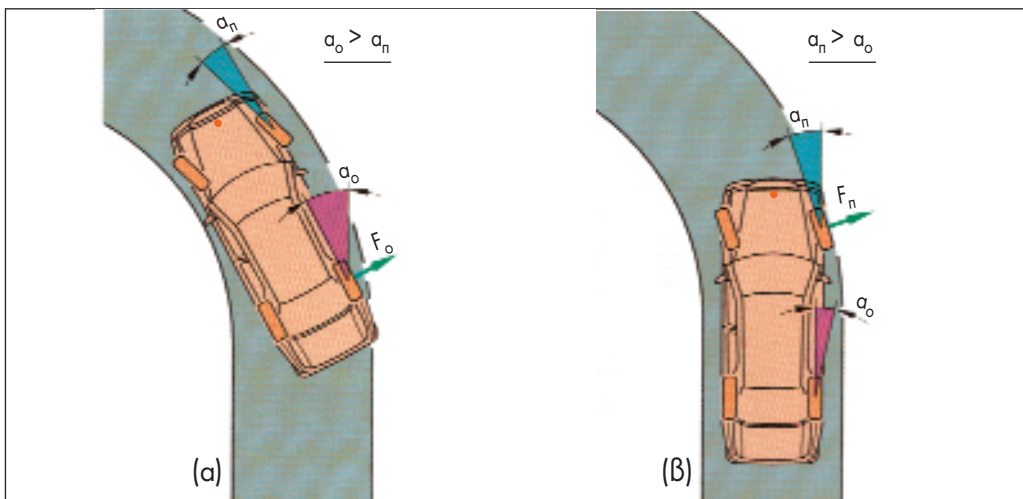 α_π
α_ο > α_π
α_ο
F_ο
(α)
α_π > α_ο
α_π
F_π
α_ο
(β)